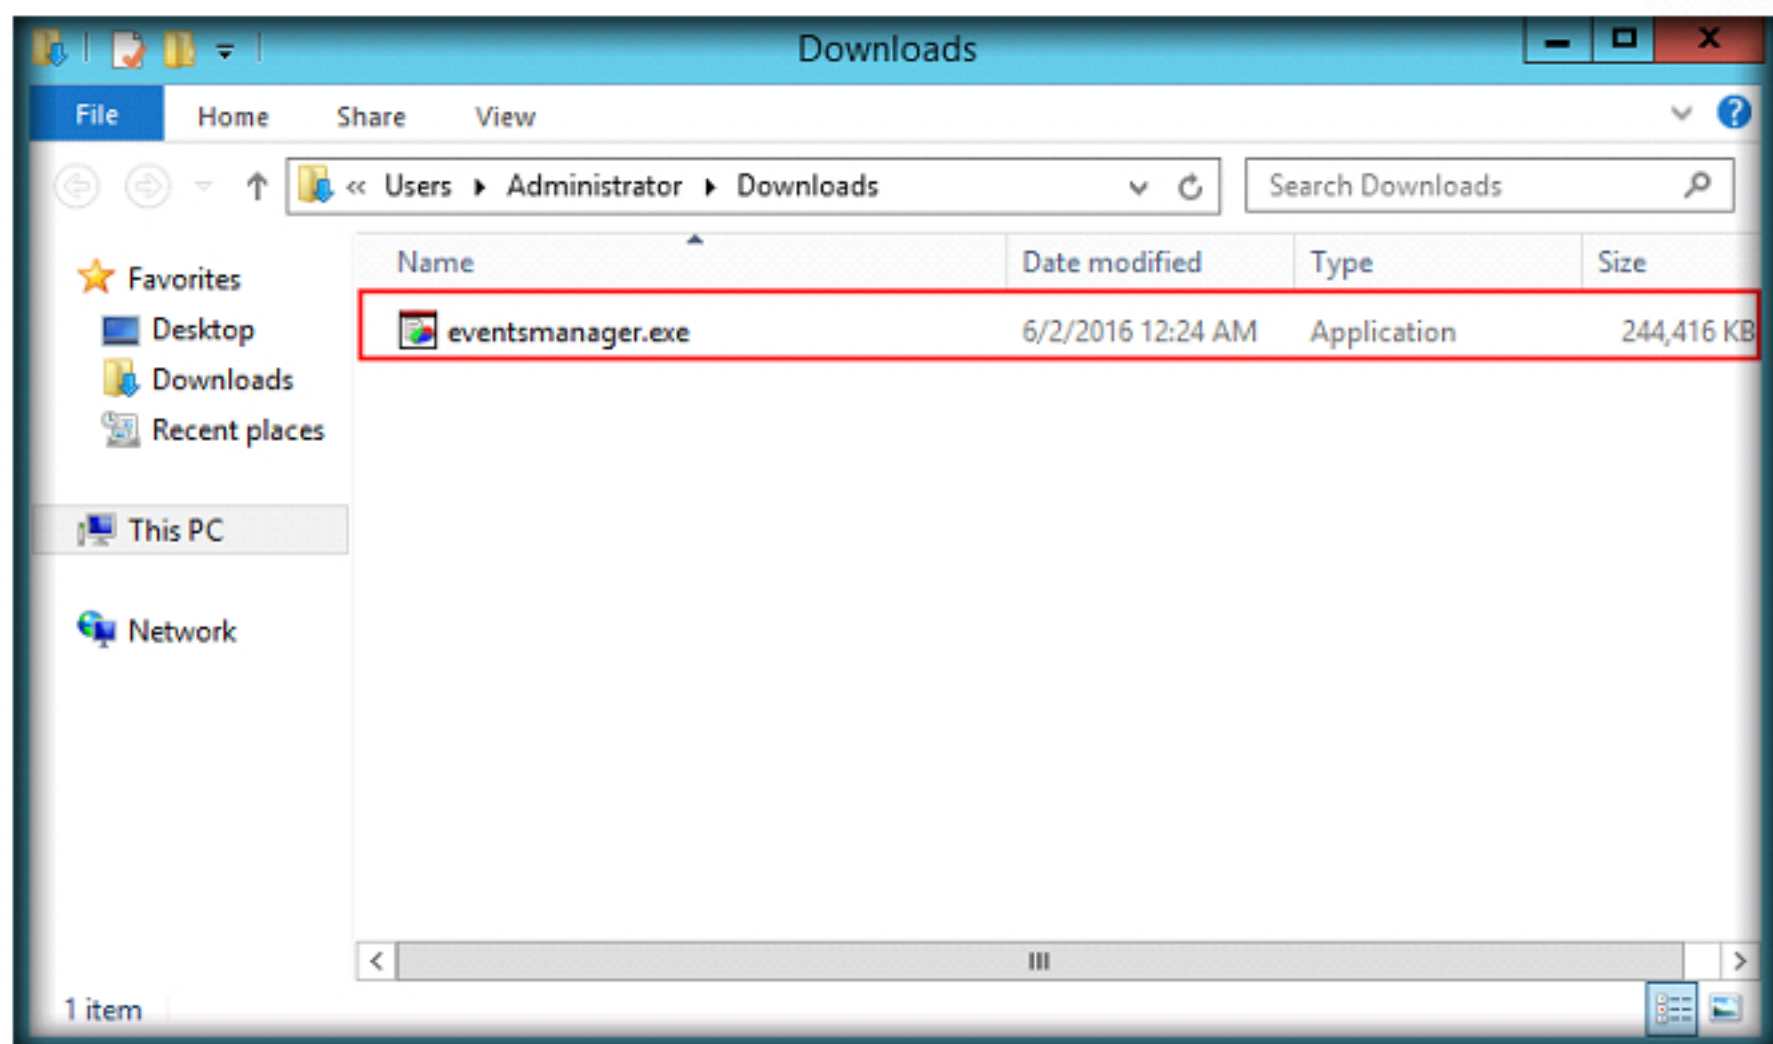 Downloads
File Home Share View
« Users Administrator Downloads Search Downloads
Name Date modified Type Size
Favorites
eventsmanager.exe 6/2/2016 12:24 AM Application 244,416 KB
Desktop
Downloads
Recent places
This PC
Network
1 item